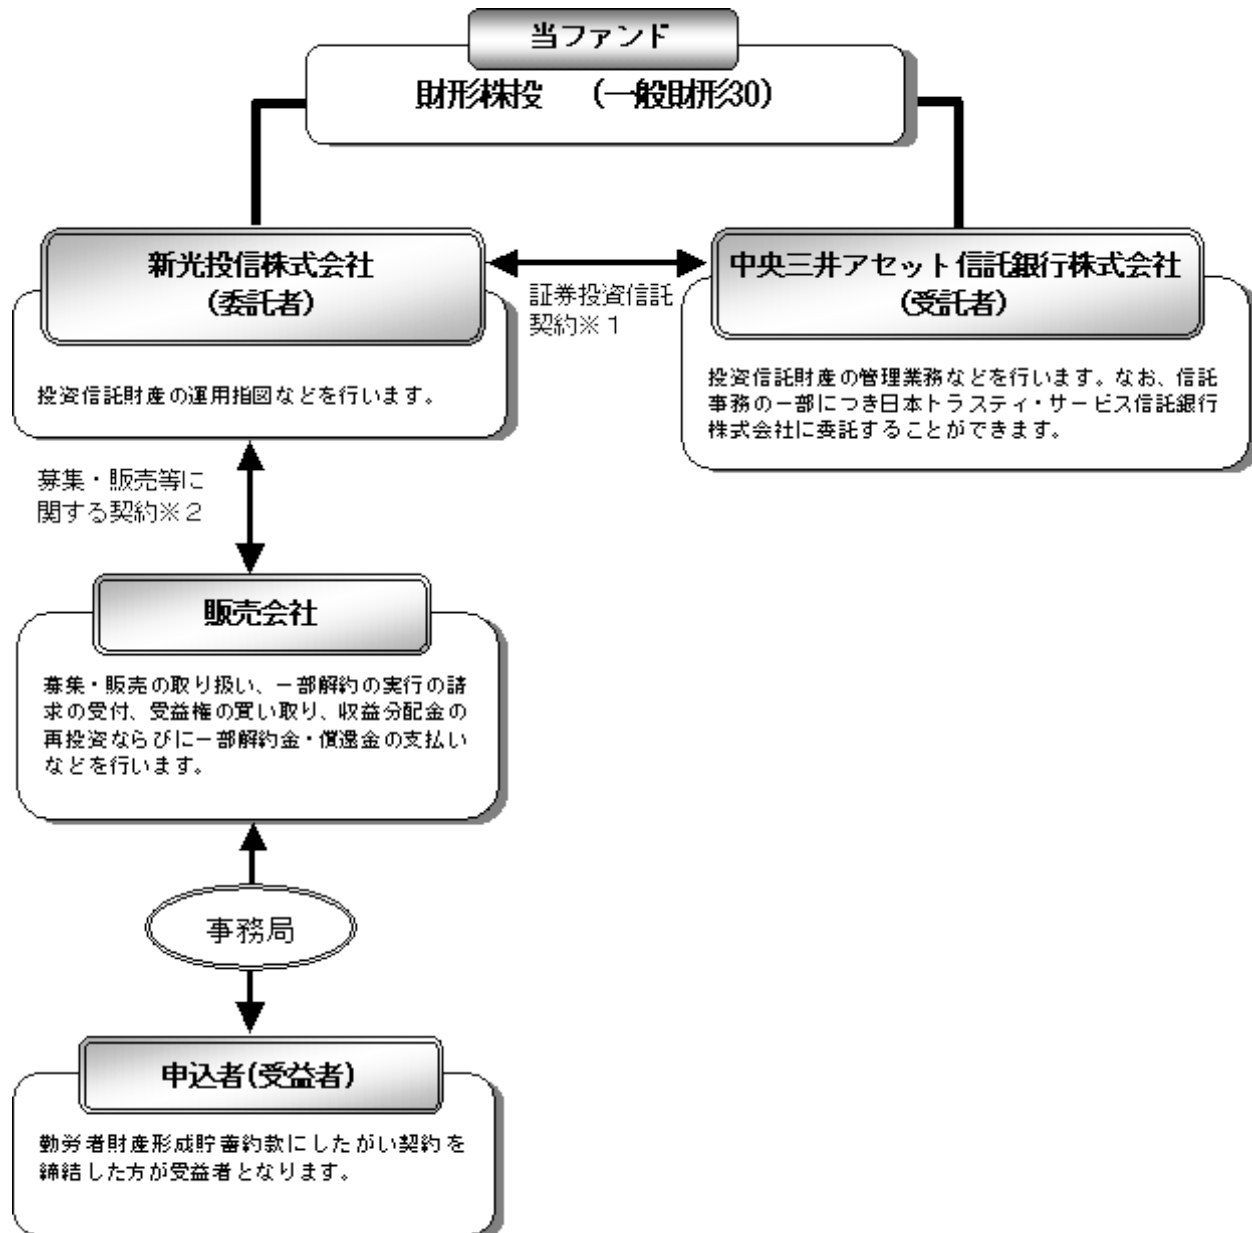 当ファンド
財形株投　（一般財形30）
新光投信株式会社
（委託者）
投資信託財産の運用指図などを行います。
証券投資信託
契約※１
中央三井アセット信託銀行株式会社
（受託者）
投資信託財産の管理業務などを行います。なお、信託
事務の一部につき日本トラスティ・サービス信託銀行
株式会社に委託することができます。
募集・販売等に
関する契約※２
販売会社
募集・販売の取り扱い、一部解約の実行の請
求の受付、受益権の買い取り、収益分配金の
再投資ならびに一部解約金・償還金の支払い
などを行います。
事務局
申込者(受益者)
勤労者財産形成貯蓄約款にしたがい契約を
締結した方が受益者となります。